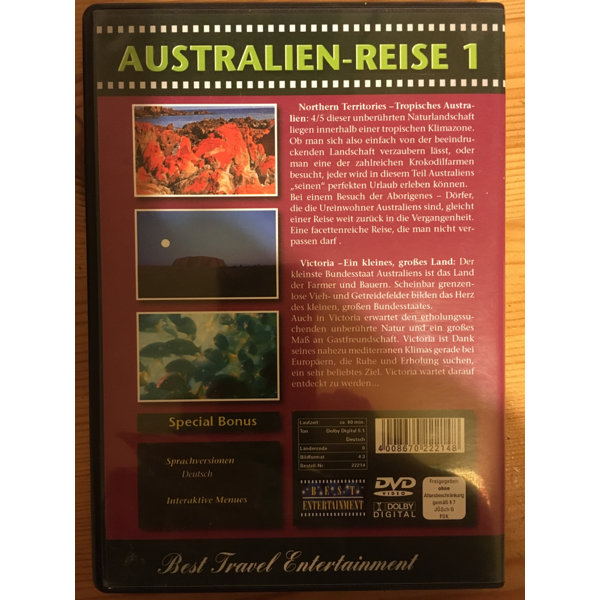 AUSTRALIEN-REISE 1
Northern Territories –Tropisches Austra-
lien: 4/5 dieser unberührten Naturlandschaft
liegen innerhalb einer tropischen Klimazone.
Ob man sich also einfach von der beeindru-
ckenden Landschaft verzaubern lässt, oder
man eine der zahlreichen Krokodilfarmen
besucht, jeder wird in diesem Teil Australiens
„seinen" perfekten Urlaub erleben können.
Bei einem Besuch der Aborigenes – Dörfer,
die die Ureinwohner Australiens sind, gleicht
einer Reise weit zurück in die Vergangenheit.
Eine facettenreiche Reise, die man nicht ver-
passen darf .
Victoria –Ein kleines, großes Land: Der
kleinste Bundesstaat Australiens ist das Land
der Farmer und Bauern. Scheinbar grenzen-
lose Vieh- und Getreidefelder bilden das Herz
des kleinen, großen Bundesstaates.
Auch in Victoria erwartet den erholungssu-
chenden unberührte Natur und ein großes
Maß an Gastfreundschaft. Victoria ist Dank
seines nahezu mediterranen Klimas gerade bei
Europäern, die Ruhe und Erholung suchen,
ein sehr beliebtes Ziel. Victoria wartet darauf
entdeckt zu werden...
Special Bonus
Sprachversionen
Deutsch
Interaktive Menues
Laufzeit: ca. 80 min.
Ton Dolby Digital 5.1
Deutsch
Ländercode 0
Bildformat 4:3
Bestell-Nr. 22214
4 008670 222148
BEST
ENTERTAINMENT
DVD
VIDEO
DOLBY
DIGITAL
Freigegeben
ohne
Altersbeschränkung
gemäß § 7
JÖSchG
FSK
Best Travel Entertainment